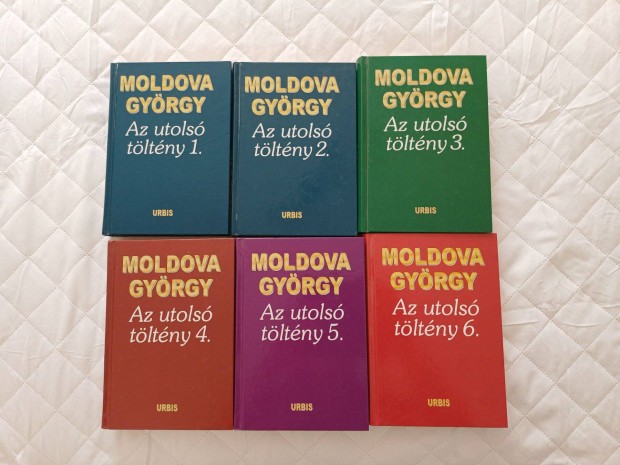 MOLDOVA
GYÖRGY
Az utolsó
töltény 1.
URBIS
MOLDOVA
GYÖRGY
Az utolsó
töltény 2.
URBIS
MOLDOVA
GYÖRGY
Az utolsó
töltény 3.
URBIS
MOLDOVA
GYÖRGY
Az utolsó
töltény 4.
URBIS
MOLDOVA
GYÖRGY
Az utolsó
töltény 5.
URBIS
MOLDOVA
GYÖRGY
Az utolsó
töltény 6.
URBIS